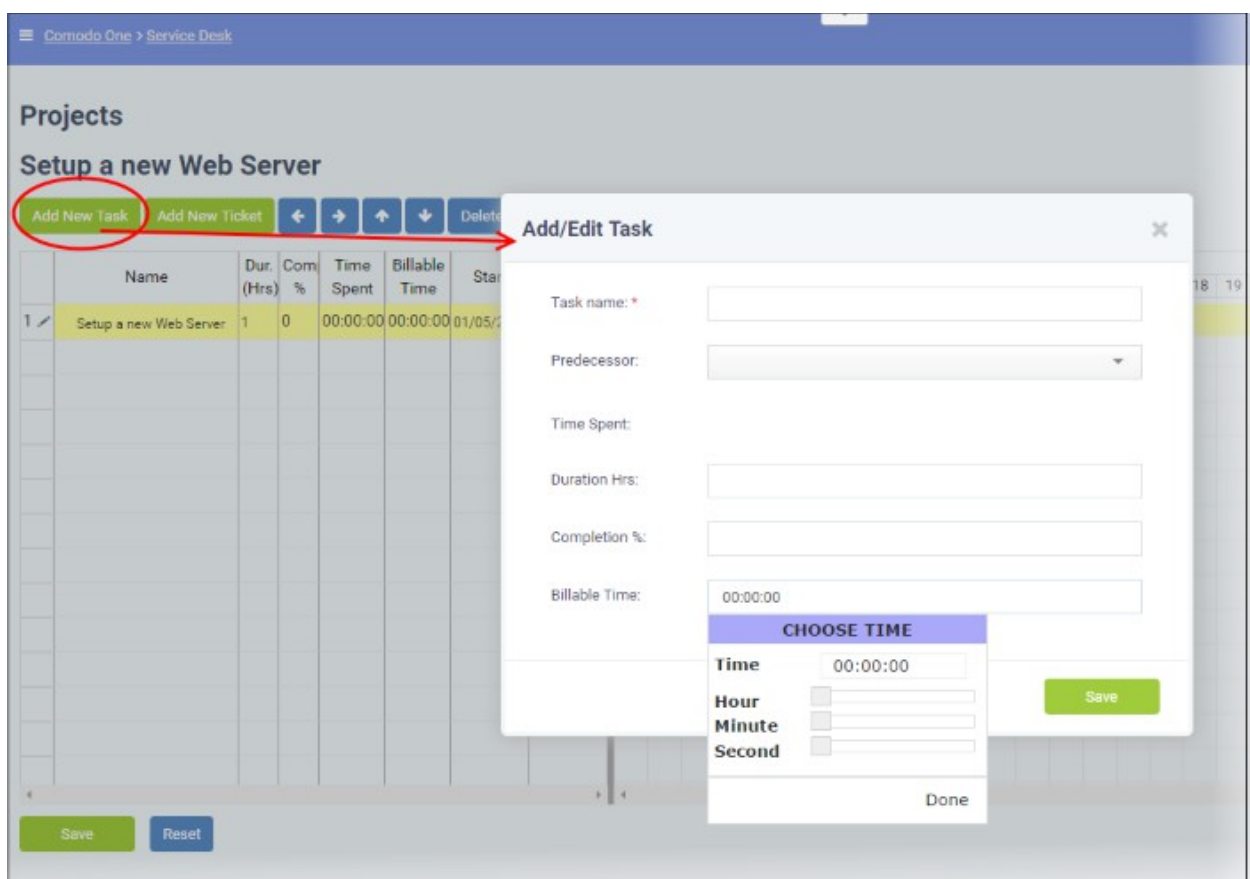 Comodo One > Service Desk
Projects
Setup a new Web Server
Add New Task
Add New Ticket
Delete
Name
Dur. (Hrs)
Com %
Time Spent
Billable Time
Star
18 19
1
Setup a new Web Server
1
0
00:00:00
00:00:00
01/05/2
Add/Edit Task
Task name: *
Predecessor:
Time Spent:
Duration Hrs:
Completion %:
Billable Time:
00:00:00
CHOOSE TIME
Time 00:00:00
Hour
Minute
Second
Done
Save
Save
Reset